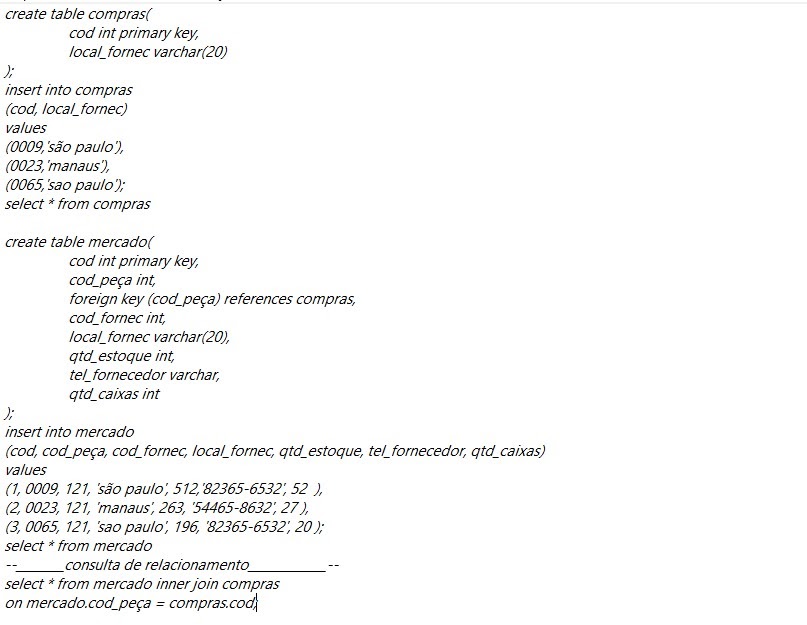 create table compras(
cod int primary key,
local_fornec varchar(20)
);
insert into compras
(cod, local_fornec)
values
(0009,'são paulo'),
(0023,'manaus'),
(0065,'sao paulo');
select * from compras
create table mercado(
cod int primary key,
cod_peça int,
foreign key (cod_peça) references compras,
cod_fornec int,
local_fornec varchar(20),
qtd_estoque int,
tel_fornecedor varchar,
qtd_caixas int
);
insert into mercado
(cod, cod_peça, cod_fornec, local_fornec, qtd_estoque, tel_fornecedor, qtd_caixas)
values
(1, 0009, 121, 'são paulo', 512,'82365-6532', 52 ),
(2, 0023, 121, 'manaus', 263, '54465-8632', 27 ),
(3, 0065, 121, 'sao paulo', 196, '82365-6532', 20 );
select * from mercado
--______consulta de relacionamento__________--
select * from mercado inner join compras
on mercado.cod_peça = compras.cod;